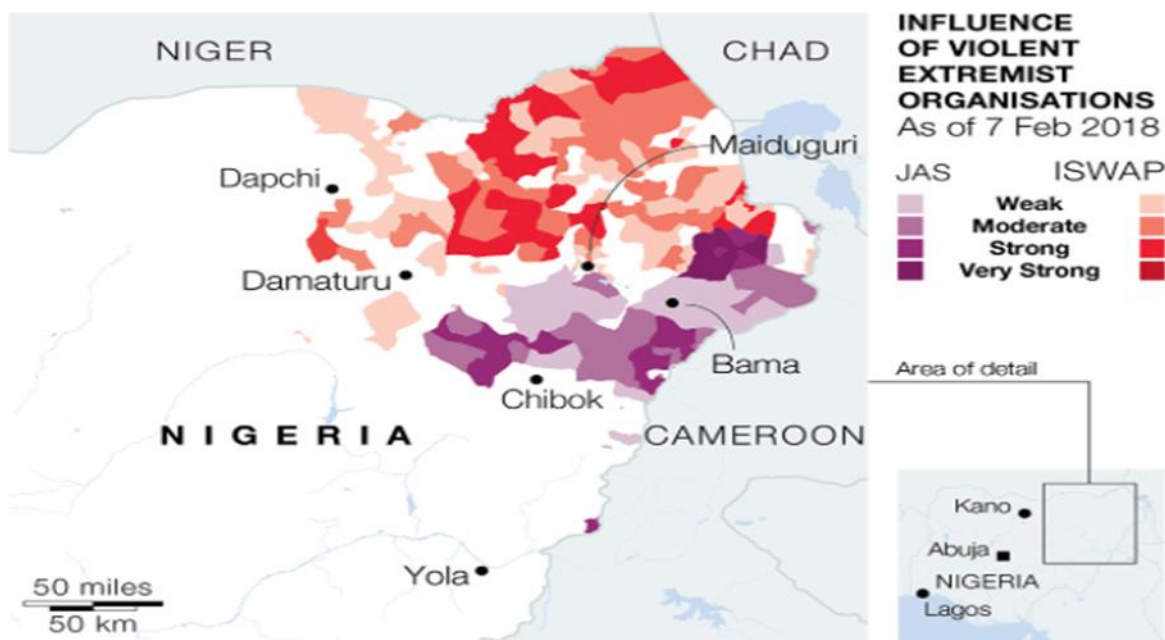 NIGER
CHAD
Maiduguri
Dapchi
Damaturu
Bama
Chibok
NIGERIA
CAMEROON
Yola
50 miles
50 km
INFLUENCE
OF VIOLENT
EXTREMIST
ORGANISATIONS
As of 7 Feb 2018
JAS ISWAP
Weak
Moderate
Strong
Very Strong
Area of detail
Kano
Abuja
NIGERIA
Lagos